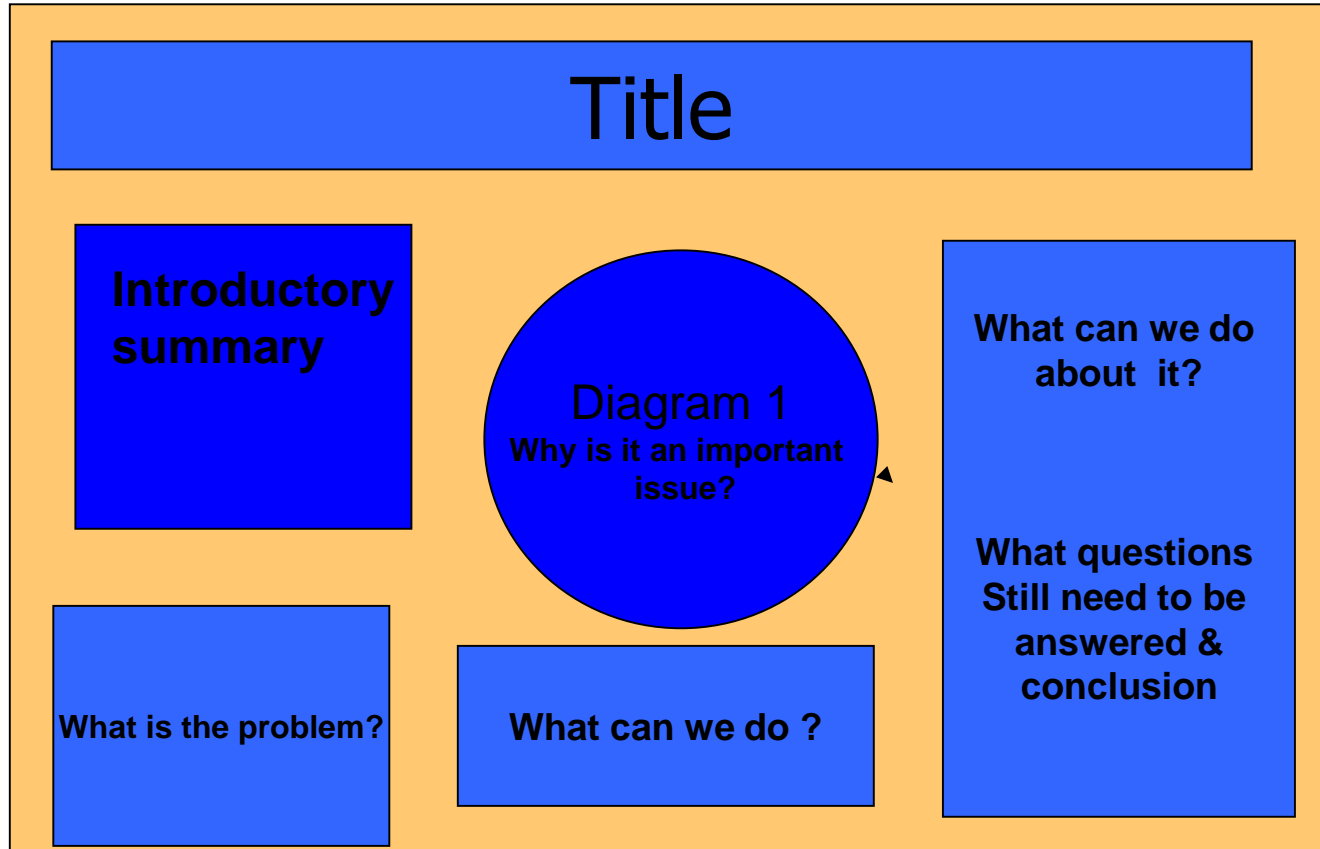 Title
Introductory
summary
What is the problem?
Diagram 1
Why is it an important
issue?
What can we do ?
What can we do
about  it?
What questions
Still need to be
answered &
conclusion